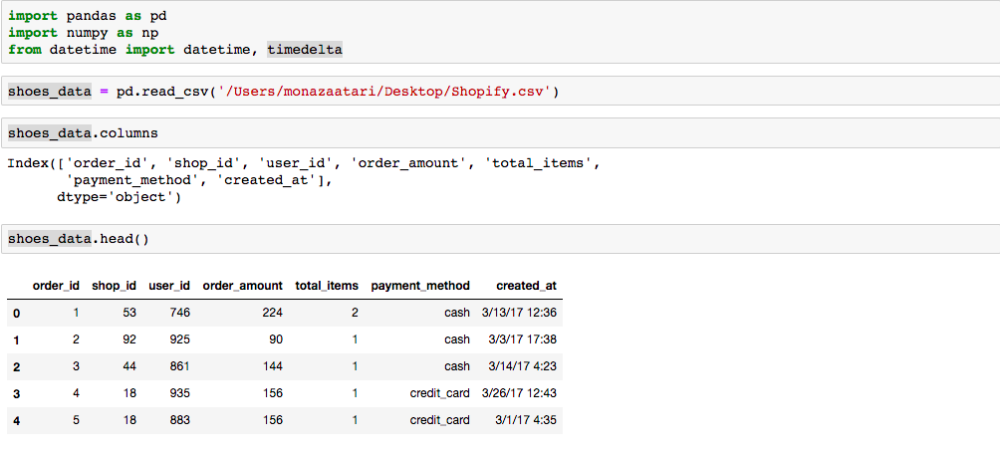 import pandas as pd
import numpy as np
from datetime import datetime, timedelta
shoes_data = pd.read_csv('/Users/monazaatari/Desktop/Shopify.csv')
shoes_data.columns
Index(['order_id', 'shop_id', 'user_id', 'order_amount', 'total_items',
'payment_method', 'created_at'],
dtype='object')
shoes_data.head()
order_id shop_id user_id order_amount total_items payment_method created_at
0 1 53 746 224 2 cash 3/13/17 12:36
1 2 92 925 90 1 cash 3/3/17 17:38
2 3 44 861 144 1 cash 3/14/17 4:23
3 4 18 935 156 1 credit_card 3/26/17 12:43
4 5 18 883 156 1 credit_card 3/1/17 4:35